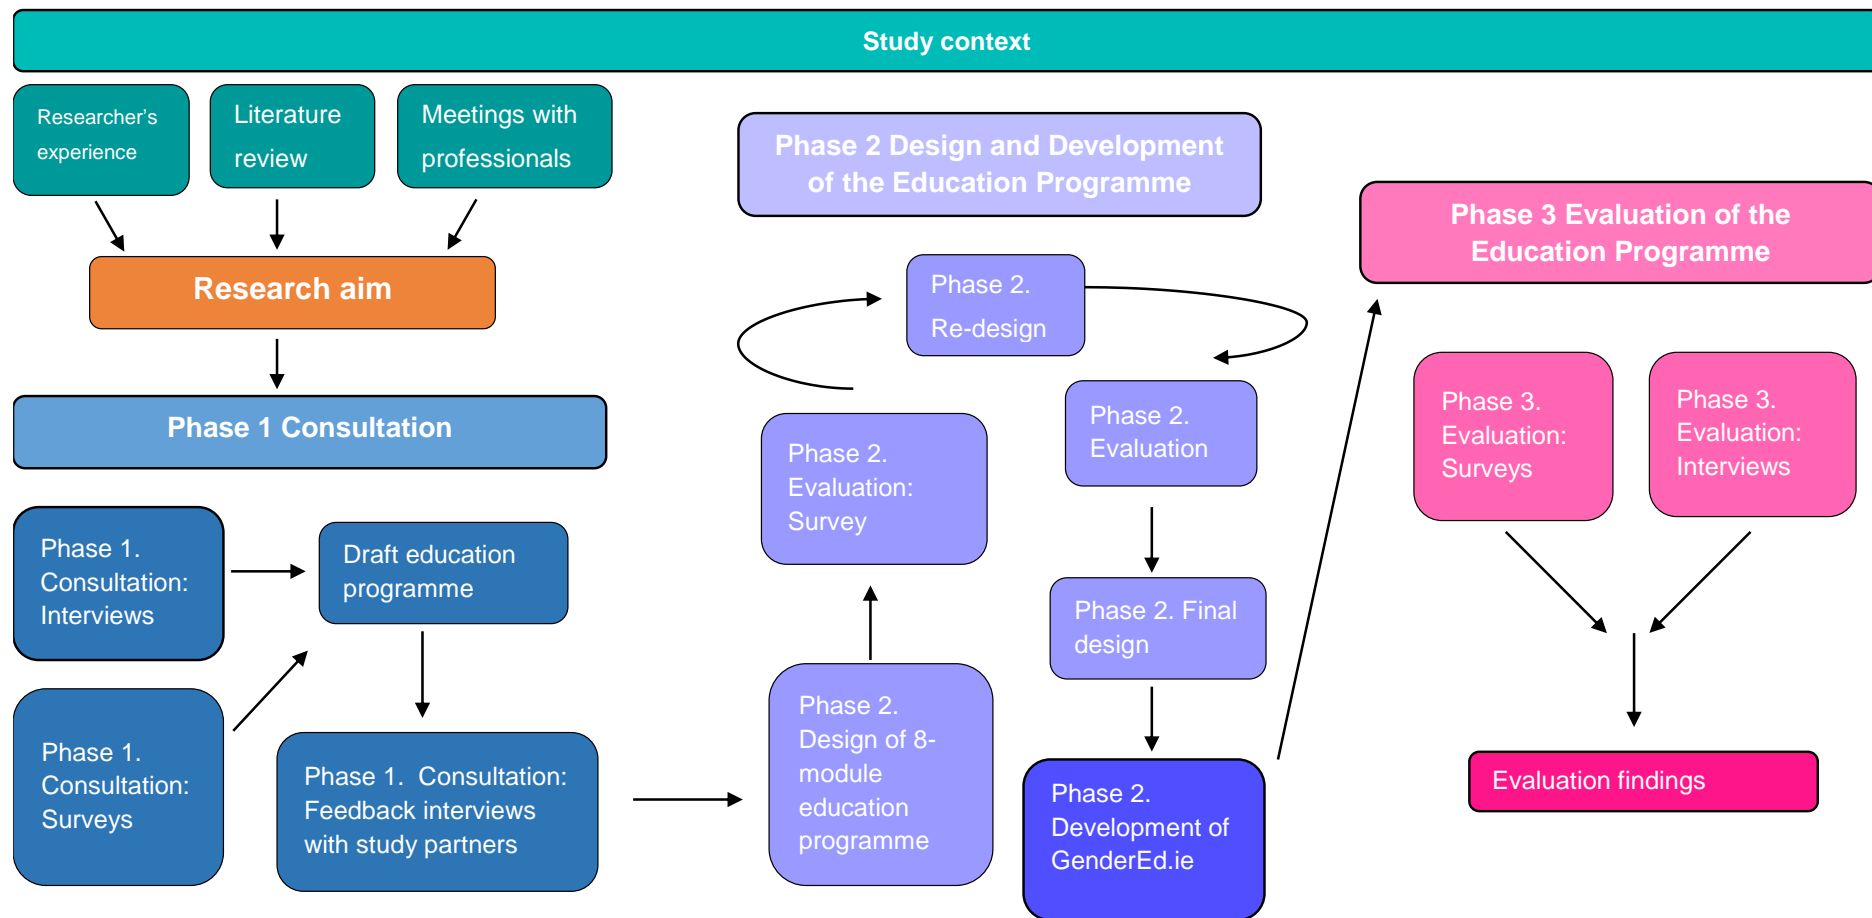 Study context
Researcher's
experience
Literature
review
Meetings with
professionals
Research aim
Phase 1 Consultation
Phase 1.
Consultation:
Interviews
Draft education
programme
Phase 1.
Consultation:
Surveys
Phase 1.  Consultation:
Feedback interviews
with study partners
Phase 2 Design and Development
of the Education Programme
Phase 2.
Re-design
Phase 2.
Evaluation:
Survey
Phase 2.
Evaluation
Phase 2. Final
design
Phase 2.
Design of 8-
module
education
programme
Phase 2.
Development of
GenderEd.ie
Phase 3 Evaluation of the
Education Programme
Phase 3.
Evaluation:
Surveys
Phase 3.
Evaluation:
Interviews
Evaluation findings